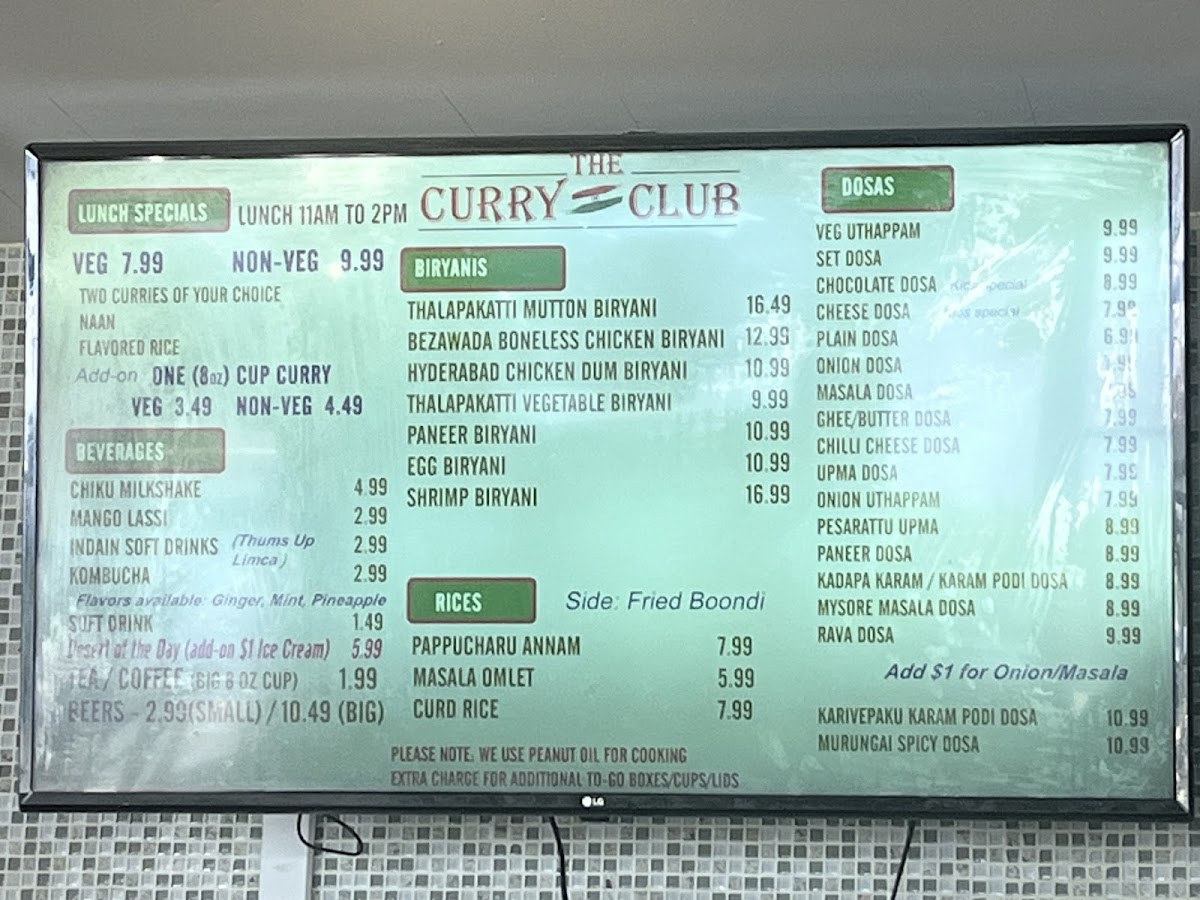 THE
CURRY CLUB
LUNCH SPECIALS LUNCH 11AM TO 2PM
VEG 7.99 NON-VEG 9.99
TWO CURRIES OF YOUR CHOICE
NAAN
FLAVORED RICE
Add-on ONE (8oz) CUP CURRY
VEG 3.49 NON-VEG 4.49
BEVERAGES
CHIKU MILKSHAKE 4.99
MANGO LASSI 2.99
INDAIN SOFT DRINKS (Thums Up 2.99
Limca)
KOMBUCHA 2.99
Flavors available: Ginger, Mint, Pineapple
SOFT DRINK 1.49
Desert of the Day (add-on $1 Ice Cream) 5.99
TEA / COFFEE (BIG 8 OZ CUP) 1.99
BEERS - 2.99(SMALL) / 10.49 (BIG)
BIRYANIS
THALAPAKATTI MUTTON BIRYANI 16.49
BEZAWADA BONELESS CHICKEN BIRYANI 12.99
HYDERABAD CHICKEN DUM BIRYANI 10.99
THALAPAKATTI VEGETABLE BIRYANI 9.99
PANEER BIRYANI 10.99
EGG BIRYANI 10.99
SHRIMP BIRYANI 16.99
RICES Side: Fried Boondi
PAPPUCHARU ANNAM 7.99
MASALA OMLET 5.99
CURD RICE 7.99
PLEASE NOTE: WE USE PEANUT OIL FOR COOKING
EXTRA CHARGE FOR ADDITIONAL TO-GO BOXES/CUPS/LIDS
DOSAS
VEG UTHAPPAM 9.99
SET DOSA 9.99
CHOCOLATE DOSA Kids special 8.99
CHEESE DOSA special 7.99
PLAIN DOSA 6.99
ONION DOSA
MASALA DOSA
GHEE/BUTTER DOSA 7.99
CHILLI CHEESE DOSA 7.99
UPMA DOSA 7.99
ONION UTHAPPAM 7.99
PESARATTU UPMA 8.99
PANEER DOSA 8.99
KADAPA KARAM / KARAM PODI DOSA 8.99
MYSORE MASALA DOSA 8.99
RAVA DOSA 9.99
Add $1 for Onion/Masala
KARIVEPAKU KARAM PODI DOSA 10.99
MURUNGAI SPICY DOSA 10.99
LG